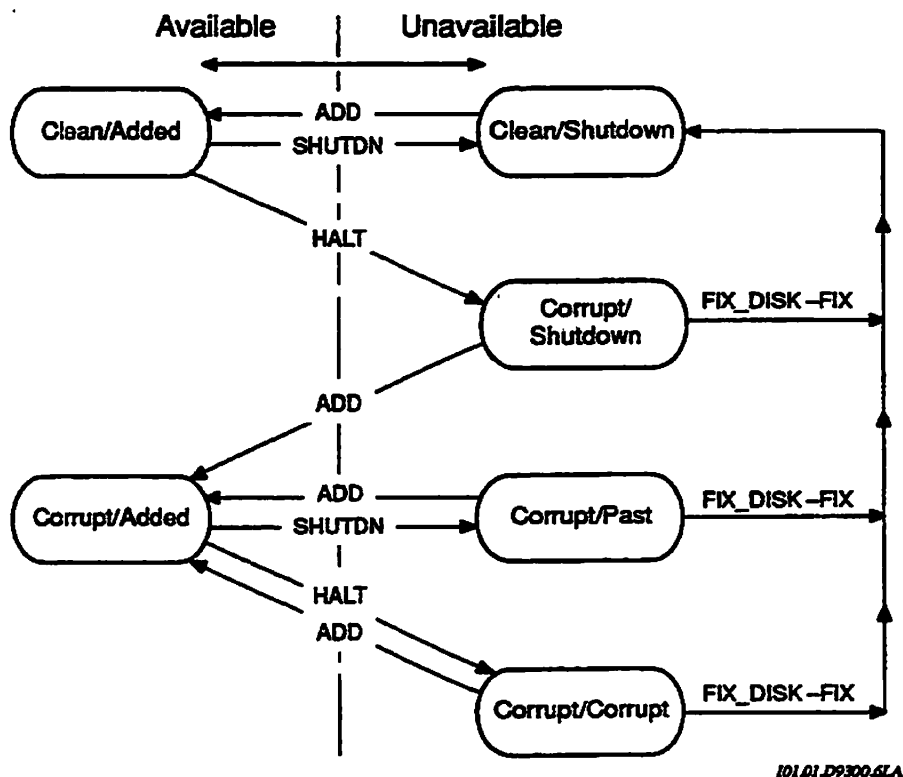 Available Unavailable
Clean/Added
ADD
SHUTDN
Clean/Shutdown
HALT
Corrupt/
Shutdown
FIX_DISK –FIX
ADD
Corrupt/Added
ADD
SHUTDN
Corrupt/Past
FIX_DISK –FIX
HALT
ADD
Corrupt/Corrupt
FIX_DISK –FIX
101.01.D9300.6LA